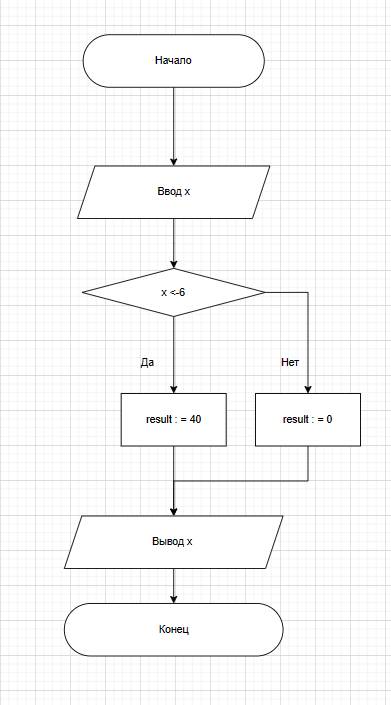 Начало
Ввод x
x <-6
Да
Нет
result : = 40
result : = 0
Вывод x
Конец